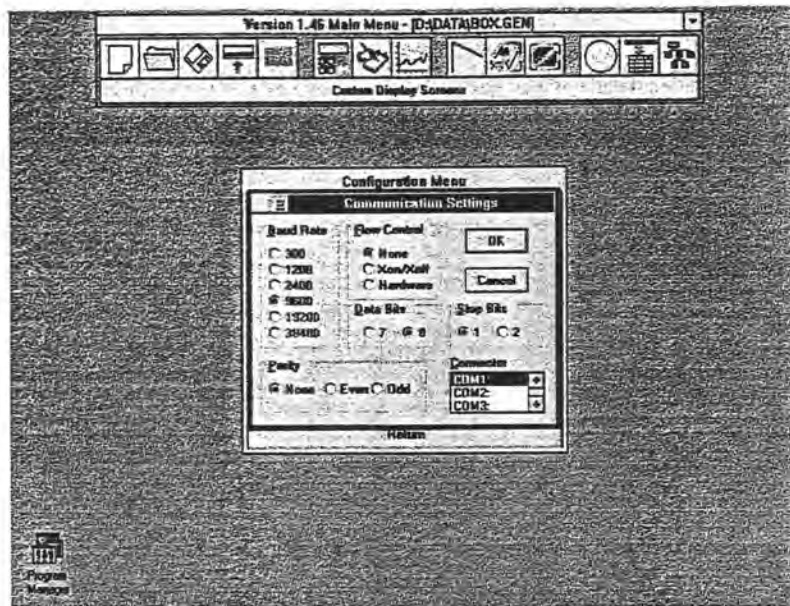 Version 1.46 Main Menu - [D:\DATA\BOX.GEN]
Custom Display Screens
Configuration Menu
Communication Settings
Baud Rate
300
1200
2400
9600
19200
38400
Flow Control
None
Xon/Xoff
Hardware
OK
Cancel
Data Bits
7 8
Stop Bits
1 2
Parity
None Even Odd
Connector
COM1:
COM2:
COM3:
Return
Program
Manager